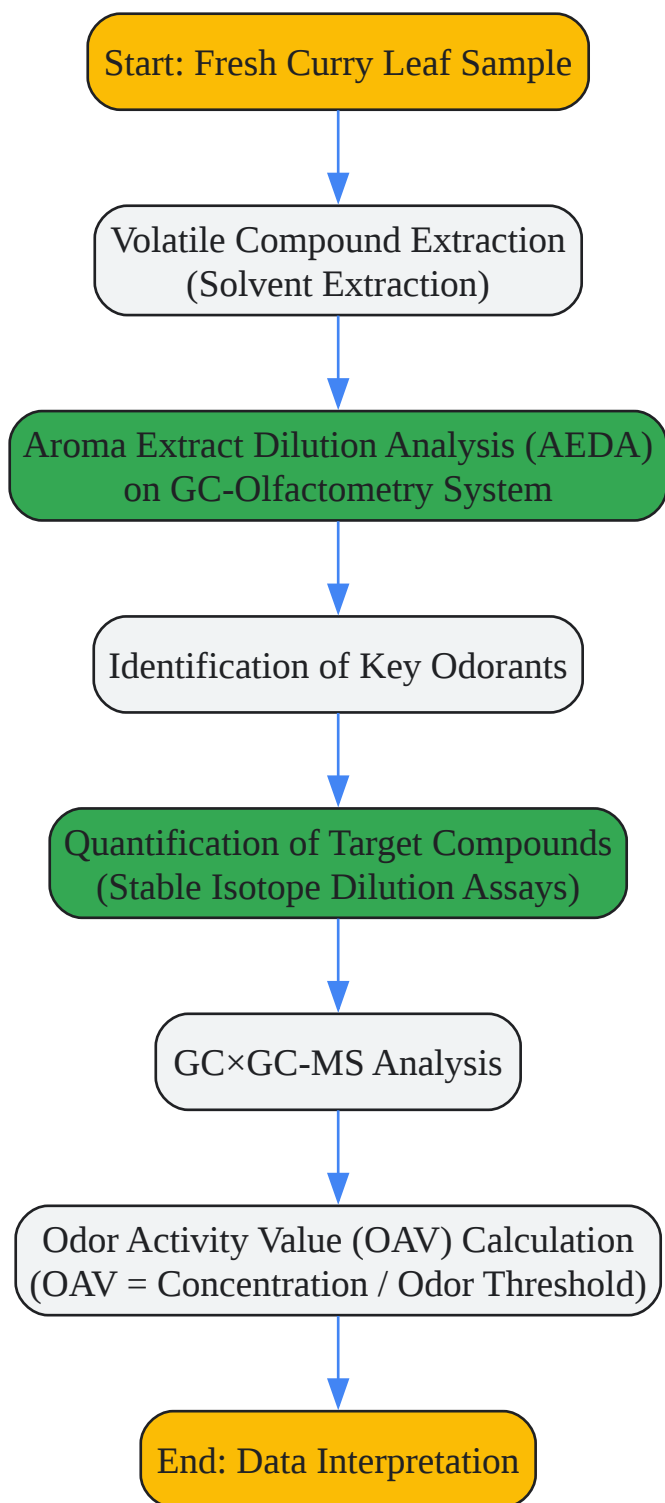 Start: Fresh Curry Leaf Sample
Volatile Compound Extraction
(Solvent Extraction)
Aroma Extract Dilution Analysis (AEDA)
on GC-Olfactometry System
Identification of Key Odorants
Quantification of Target Compounds
(Stable Isotope Dilution Assays)
GC×GC-MS Analysis
Odor Activity Value (OAV) Calculation
(OAV = Concentration / Odor Threshold)
End: Data Interpretation